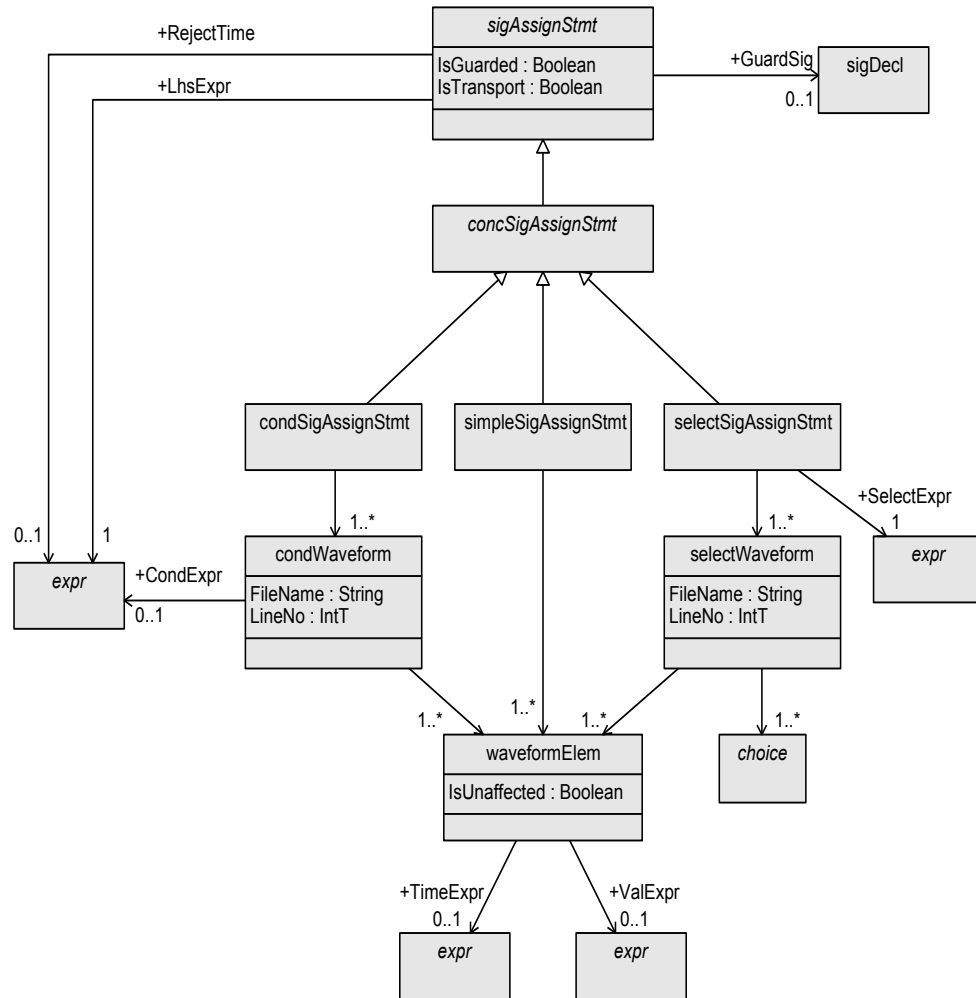 sigAssignStmt
+RejectTime
IsGuarded : Boolean
+GuardSig
sigDecl
IsTransport : Boolean
+LhsExpr
0..1
concSigAssignStmt
condSigAssignStmt
simpleSigAssignStmt
selectSigAssignStmt
+SelectExpr
0..1
1
1..*
1..*
1
condWaveform
selectWaveform
expr
expr
+CondExpr
FileName : String
LineNo : IntT
FileName : String
LineNo : IntT
0..1
1..*
1..*
1..*
1..*
waveformElem
choice
IsUnaffected : Boolean
+TimeExpr
+ValExpr
0..1
0..1
expr
expr